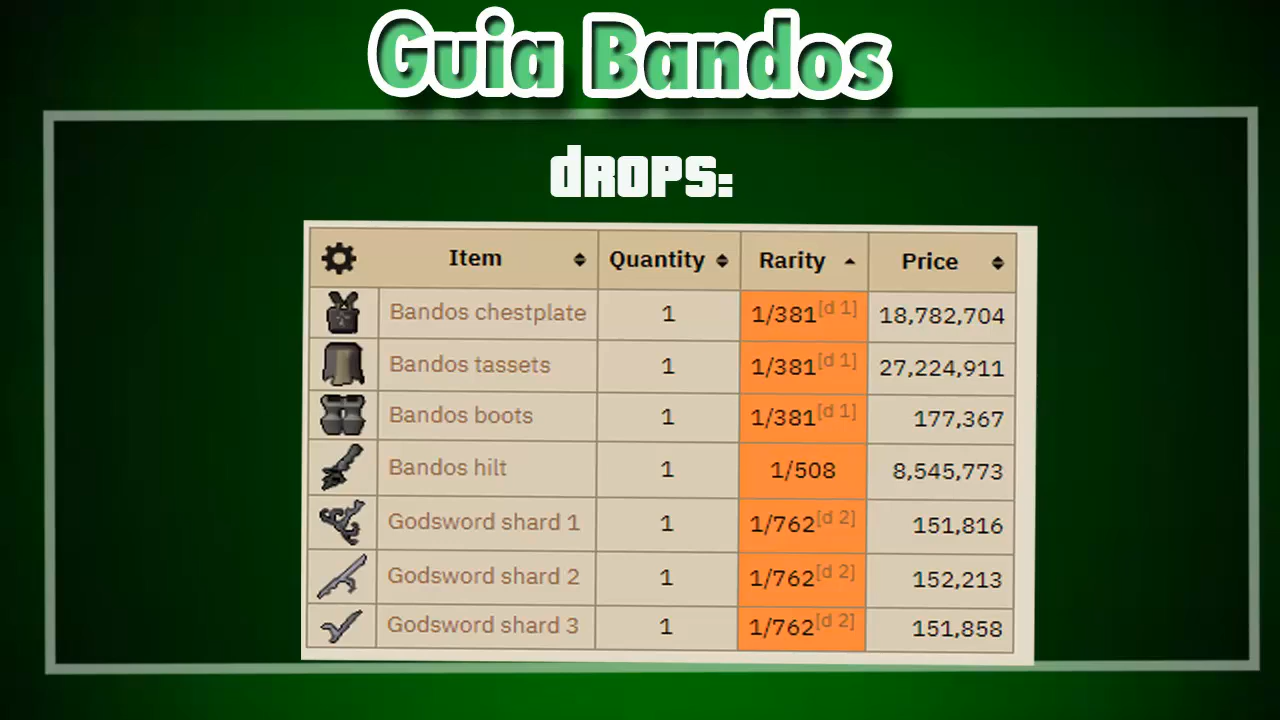 Guia Bandos
DROPS:
Item Quantity Rarity Price
Bandos chestplate 1 1/381[d 1] 18,782,704
Bandos tassets 1 1/381[d 1] 27,224,911
Bandos boots 1 1/381[d 1] 177,367
Bandos hilt 1 1/508 8,545,773
Godsword shard 1 1 1/762[d 2] 151,816
Godsword shard 2 1 1/762[d 2] 152,213
Godsword shard 3 1 1/762[d 2] 151,858